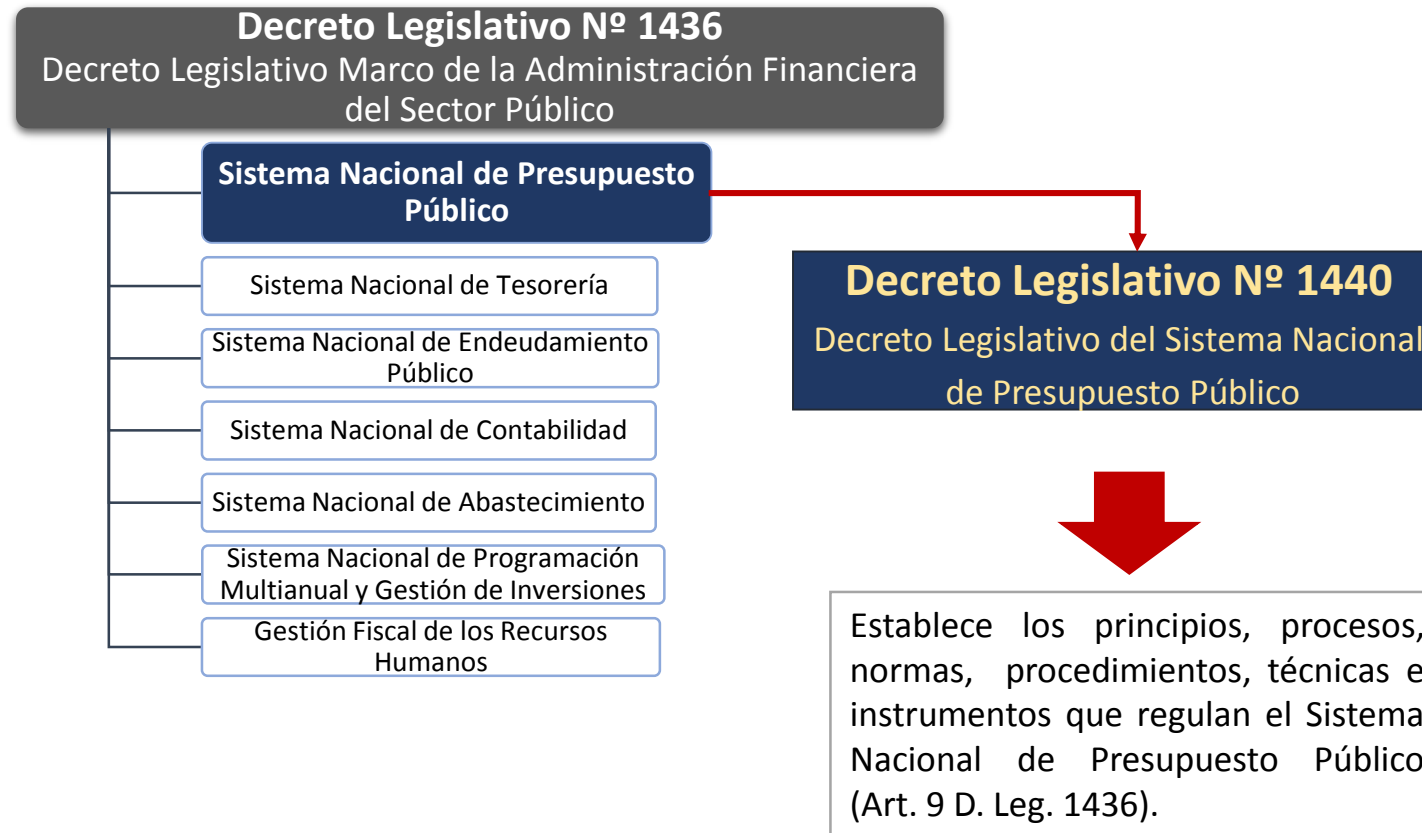 Decreto Legislativo Nº 1436
Decreto Legislativo Marco de la Administración Financiera
del Sector Público
Sistema Nacional de Presupuesto
Público
Sistema Nacional de Tesorería
Sistema Nacional de Endeudamiento
Público
Sistema Nacional de Contabilidad
Sistema Nacional de Abastecimiento
Sistema Nacional de Programación
Multianual y Gestión de Inversiones
Gestión Fiscal de los Recursos
Humanos
Decreto Legislativo Nº 1440
Decreto Legislativo del Sistema Nacional
de Presupuesto Público
Establece los principios, procesos,
normas, procedimientos, técnicas e
instrumentos que regulan el Sistema
Nacional de Presupuesto Público
(Art. 9 D. Leg. 1436).